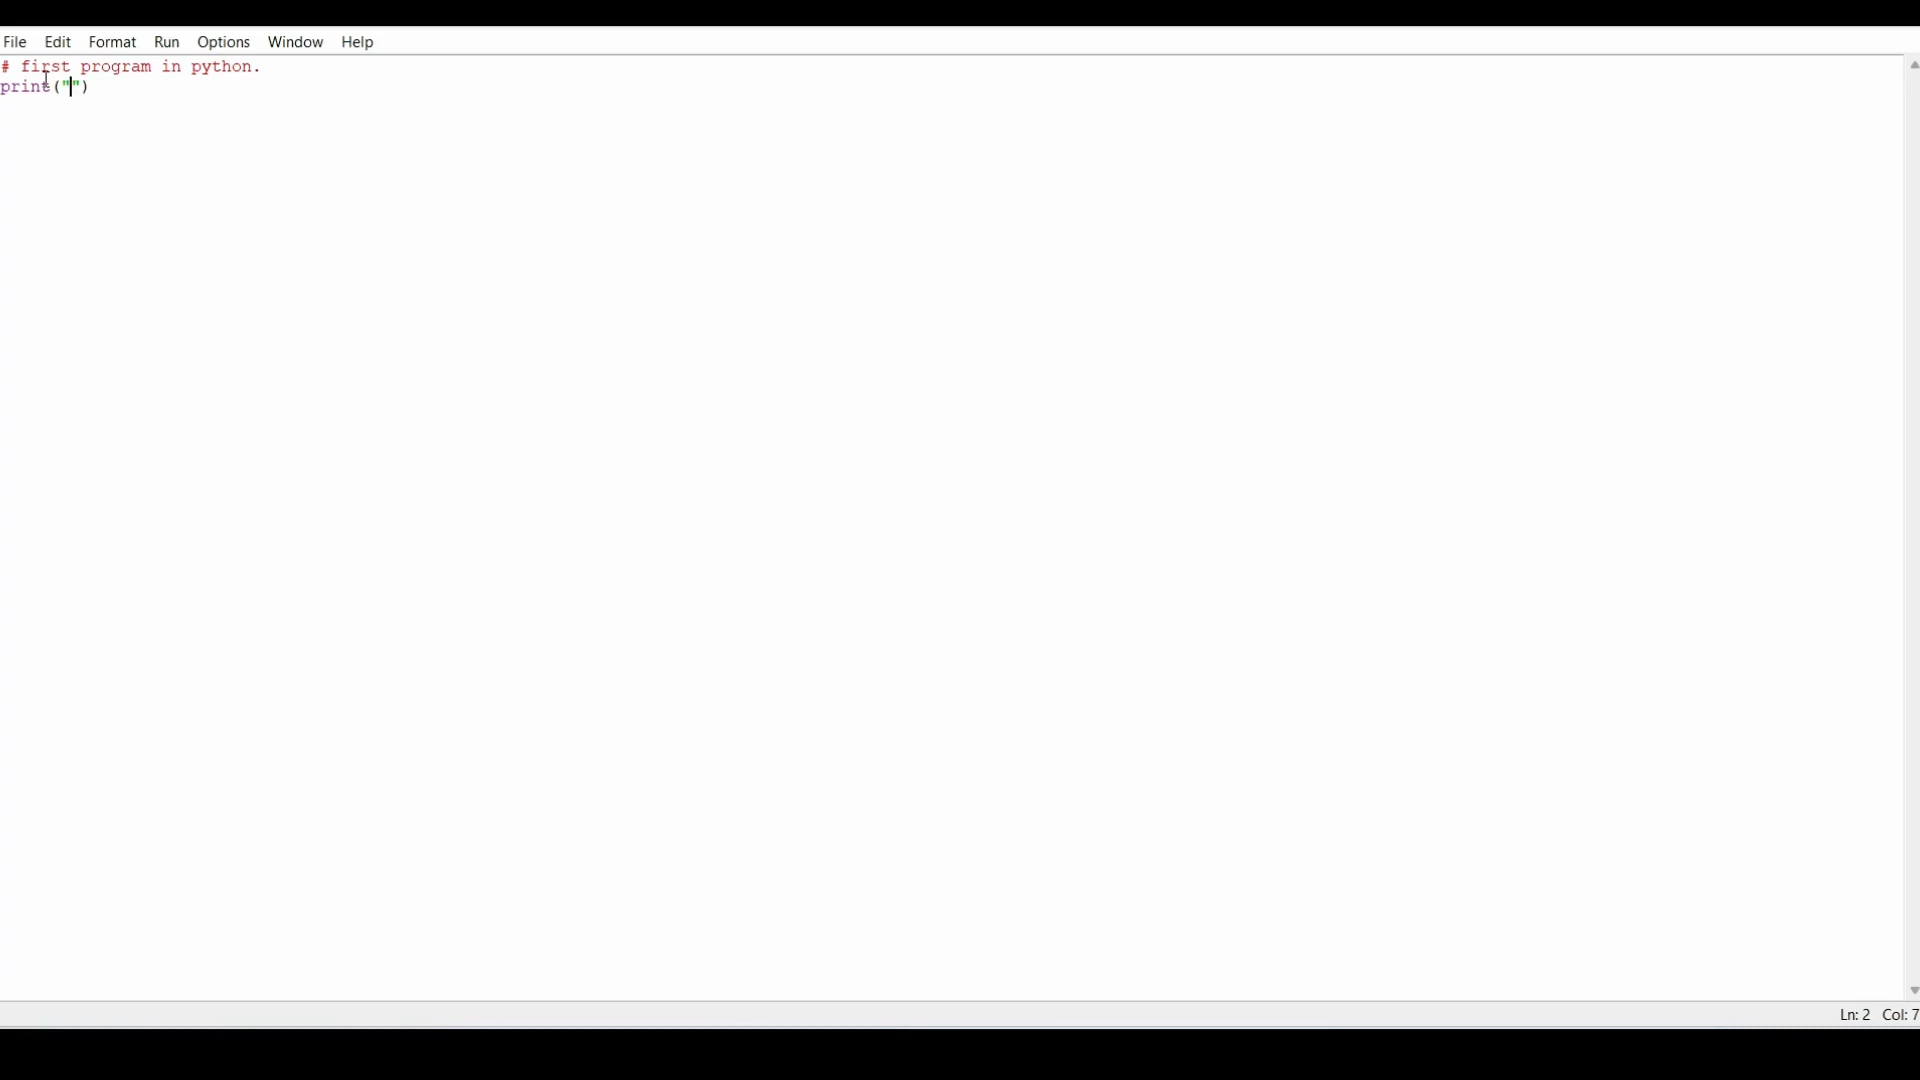 File Edit Format Run Options Window Help
# first program in python.
print("")
Ln: 2 Col: 7